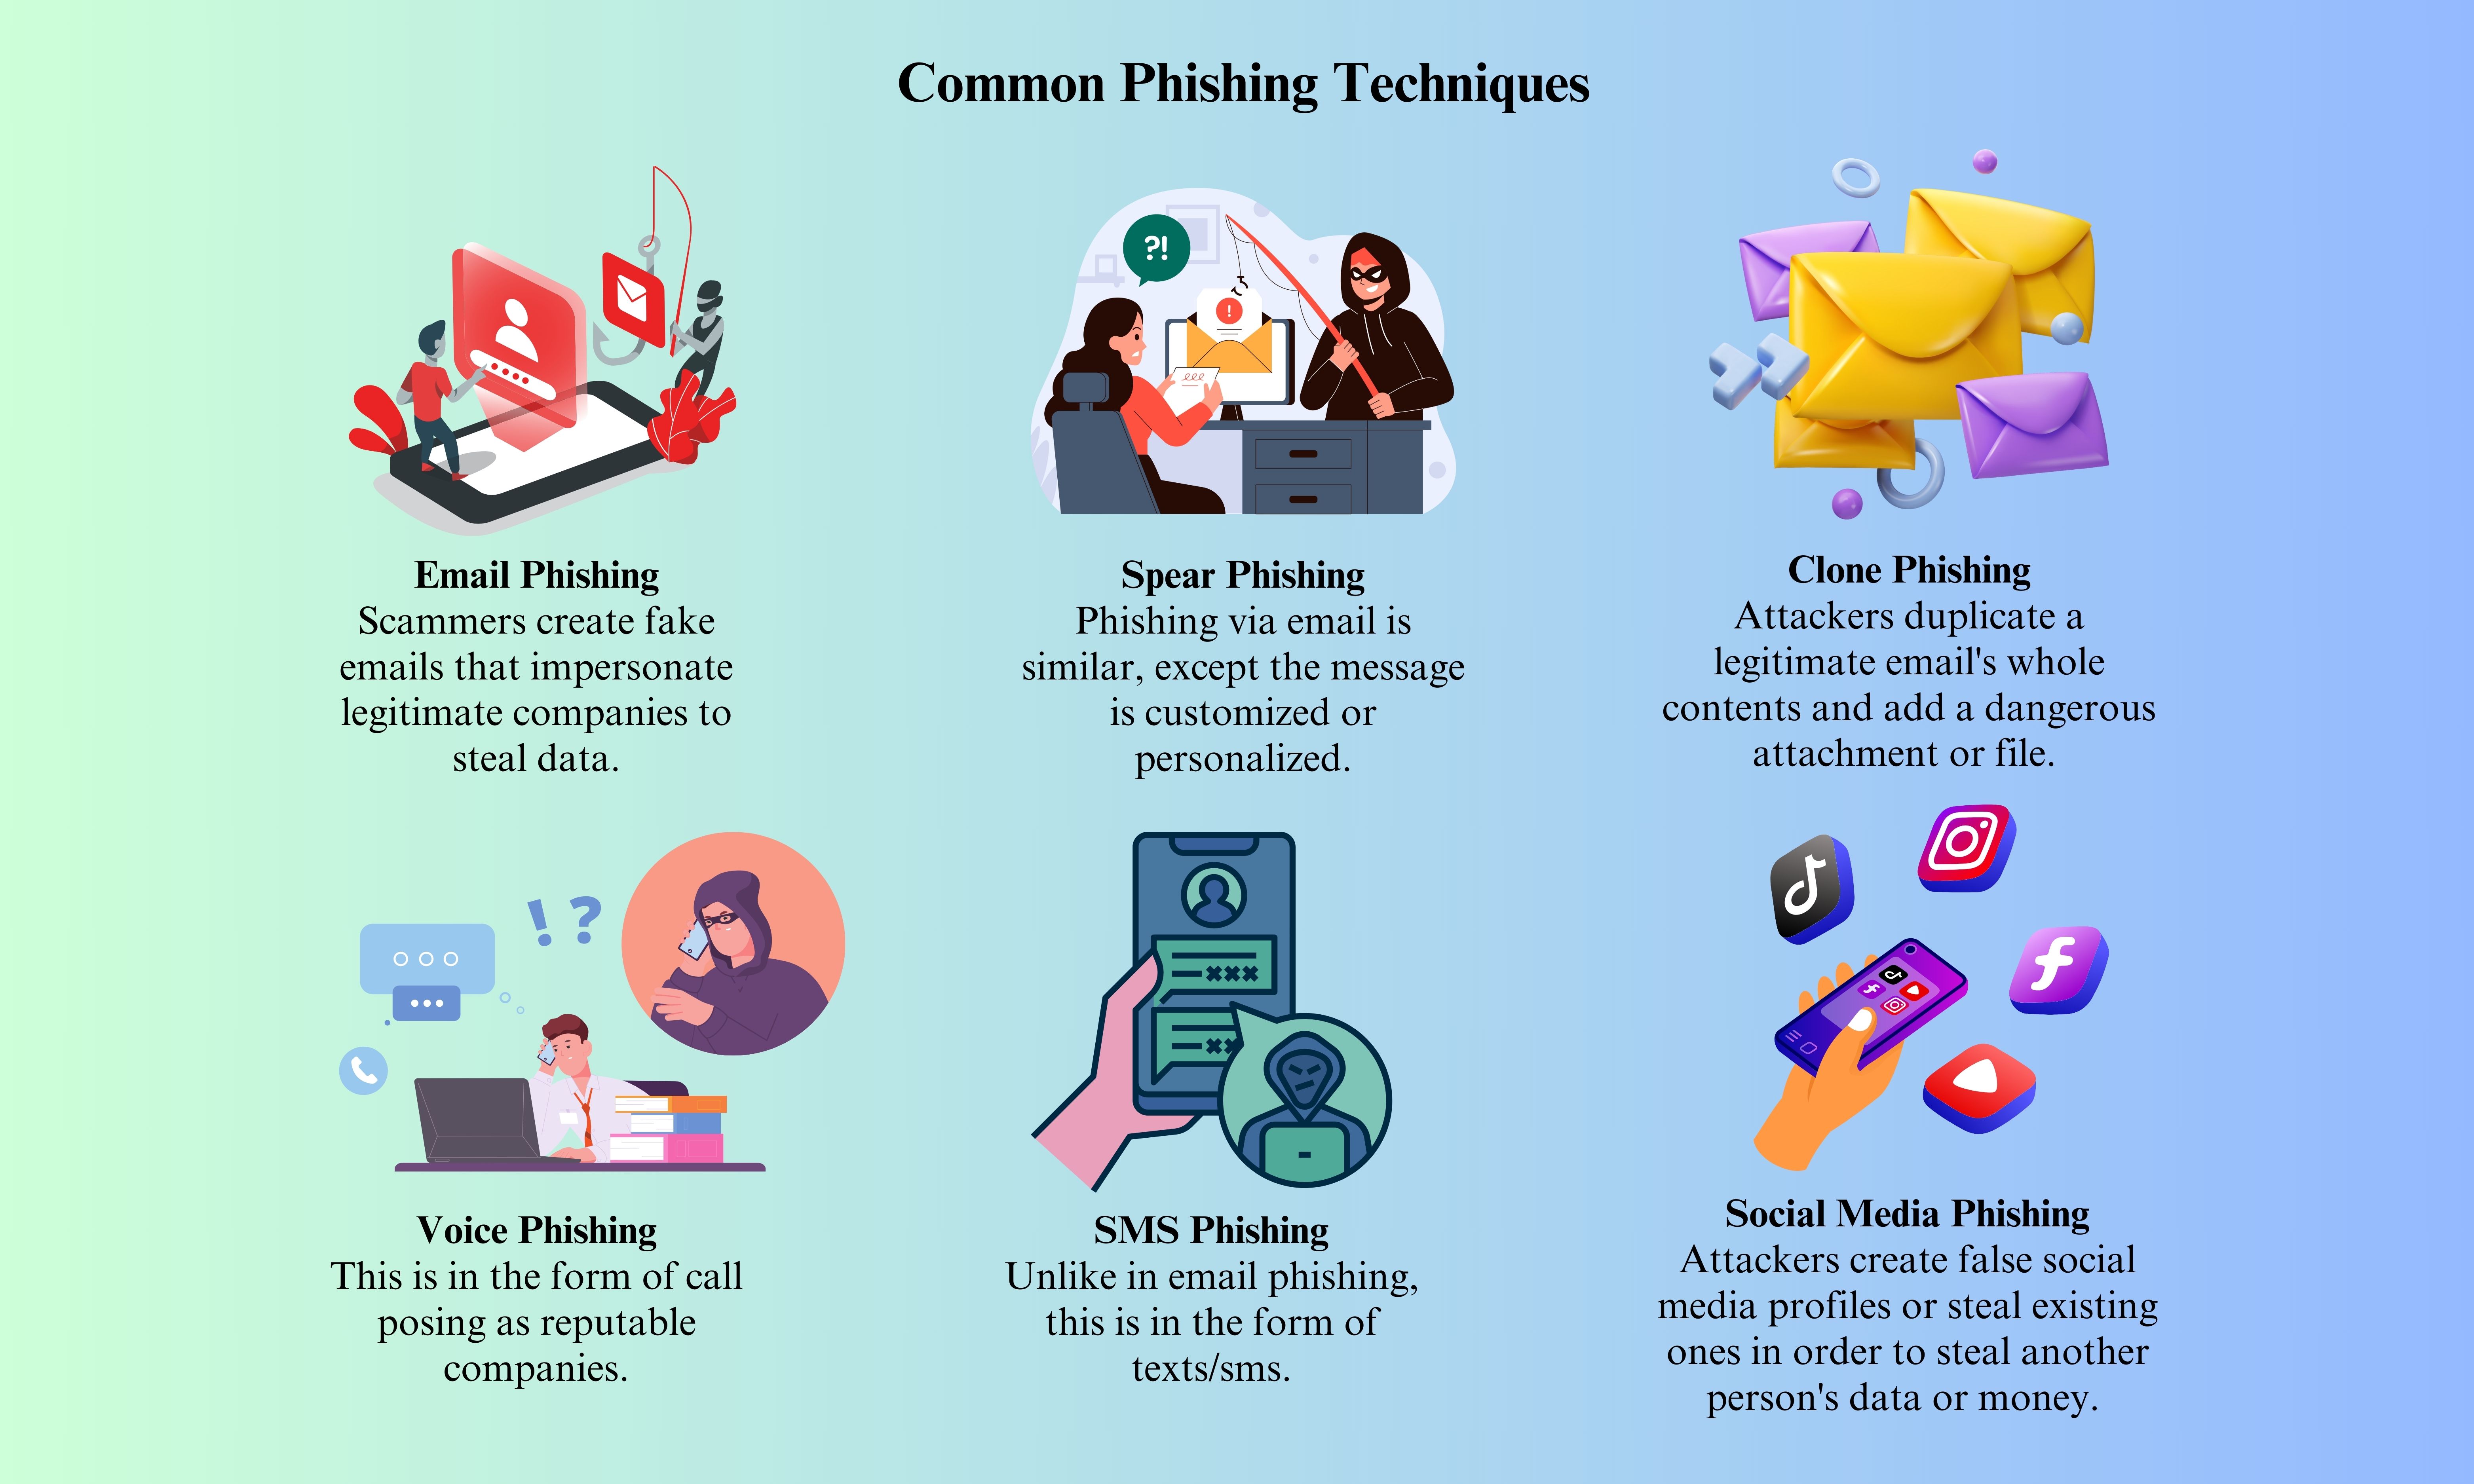 Common Phishing Techniques
?!
!
Email Phishing
Scammers create fake
emails that impersonate
legitimate companies to
steal data.
Spear Phishing
Phishing via email is
similar, except the message
is customized or
personalized.
Clone Phishing
Attackers duplicate a
legitimate email's whole
contents and add a dangerous
attachment or file.
! ?
Voice Phishing
This is in the form of call
posing as reputable
companies.
SMS Phishing
Unlike in email phishing,
this is in the form of
texts/sms.
Social Media Phishing
Attackers create false social
media profiles or steal existing
ones in order to steal another
person's data or money.